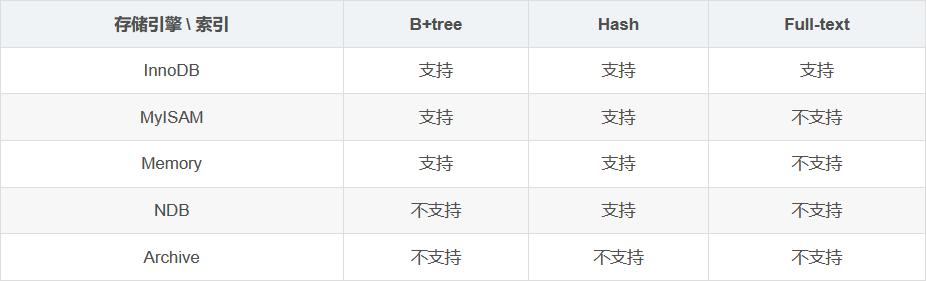 存储引擎 \ 索引 B+tree Hash Full-text
InnoDB 支持 支持 支持
MyISAM 支持 支持 不支持
Memory 支持 支持 不支持
NDB 不支持 支持 不支持
Archive 不支持 不支持 不支持